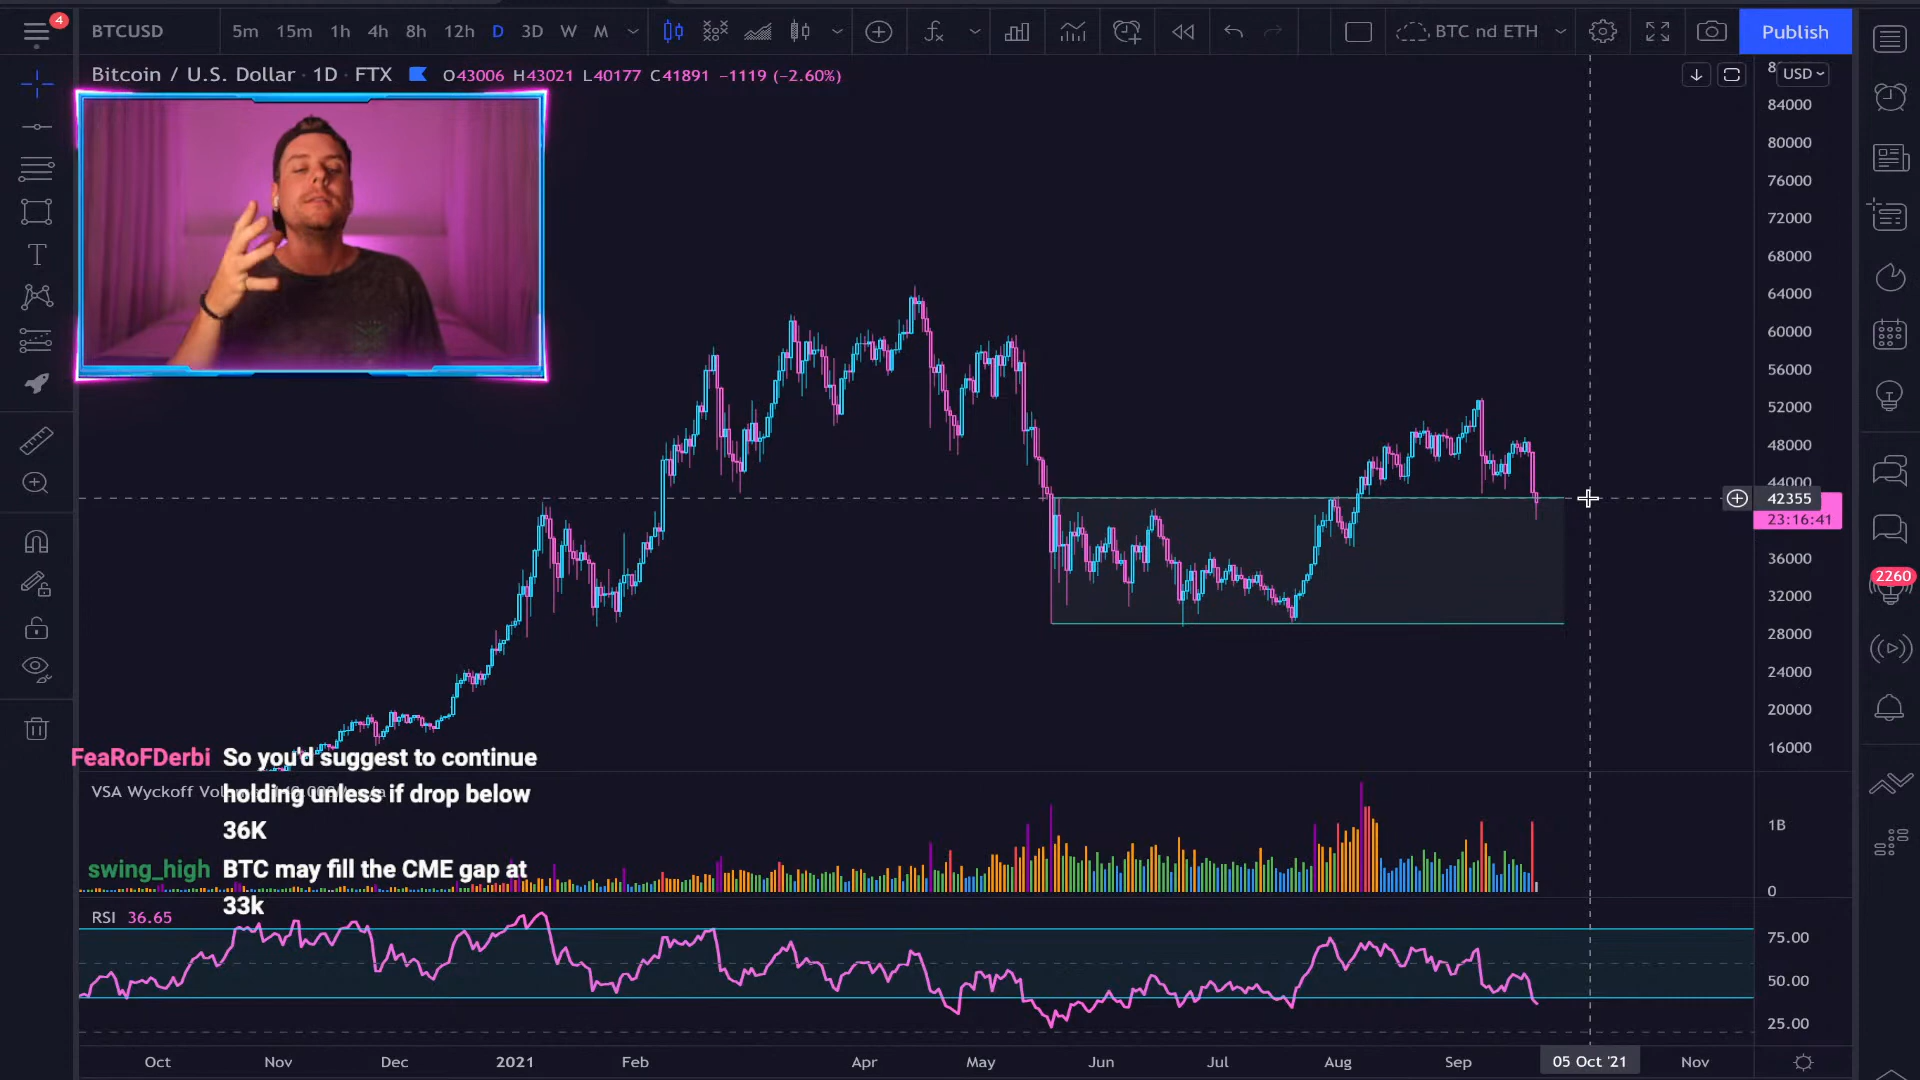 4
BTCUSD
5m 15m 1h 4h 8h 12h D 3D W M
BTC nd ETH
Publish
Bitcoin / U.S. Dollar · 1D · FTX O43006 H43021 L40177 C41891 −1119 (−2.60%)
USD
84000
80000
76000
72000
68000
64000
60000
56000
52000
48000
44000
42355
23:16:41
36000
32000
28000
24000
20000
16000
2260
FeaRoFDerbi So you'd suggest to continue
holding unless if drop below
36K
swing_high BTC may fill the CME gap at
33k
VSA Wyckoff
1B
0
RSI 36.65
75.00
50.00
25.00
Oct Nov Dec 2021 Feb Apr May Jun Jul Aug Sep 05 Oct '21 Nov